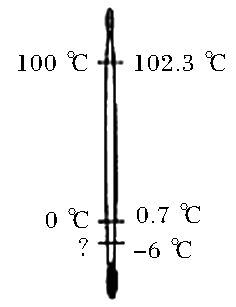 100 ℃ 102.3 ℃
0 ℃ 0.7 ℃
? –6 ℃